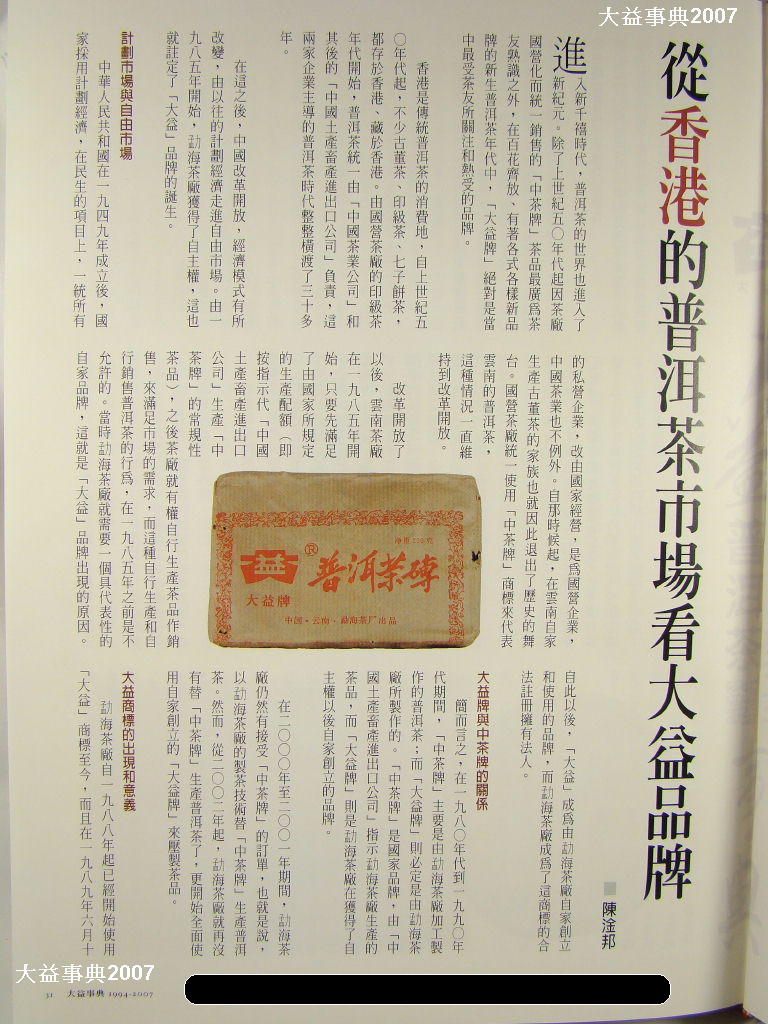 大益事典2007
從香港的普洱茶市場看大益品牌
■ 陳淦邦
進入新千禧時代，普洱茶的世界也進入了
新紀元。除了上世紀五〇年代起因茶廠
國營化而統一銷售的「中茶牌」茶品最廣爲茶
友熟識之外，在百花齊放、有著各式各樣新品
牌的新生普洱茶年代中，「大益牌」絕對是當
中最受茶友所關注和熱愛的品牌。
香港是傳統普洱茶的消費地，自上世紀五
〇年代起，不少古董茶、印級茶、七子餅茶，
都存於香港、藏於香港。由國營茶廠的印級茶
年代開始，普洱茶統一由「中國茶業公司」和
其後的「中國土產畜產進出口公司」負責，這
兩家企業主導的普洱茶時代整整橫渡了三十多
年。
在這之後，中國改革開放，經濟模式有所
改變，由以往的計劃經濟走進自由市場。由一
九八五年開始，勐海茶廠獲得了自主權，這也
就註定了「大益」品牌的誕生。
計劃市場與自由市場
中華人民共和國在一九四九年成立後，國
家採用計劃經濟，在民生的項目上，一統所有
的私營企業，改由國家經營，是爲國營企業，
中國茶業也不例外。自那時候起，在雲南自家
生產古董茶的家族也就因此退出了歷史的舞
台。國營茶廠統一使用「中茶牌」商標來代表
雲南的普洱茶，
這種情況一直維
持到改革開放。
改革開放了
以後，雲南茶廠
在一九八五年開
始，只要先滿足
了由國家所規定
的生產配額（即
按指示代「中國
土產畜產進出口
公司」生產「中
茶牌」的常規性
茶品），之後茶廠就有權自行生產茶品作銷
售，來滿足市場的需求，而這種自行生產和自
行銷售普洱茶的行爲，在一九八五年之前是不
允許的。當時勐海茶廠就需要一個具代表性的
自家品牌，這就是「大益」品牌出現的原因。
淨重250克
益®普洱茶磚
大益牌
中国·云南·勐海茶厂出品
自此以後，「大益」成爲由勐海茶廠自家創立
和使用的品牌，而勐海茶廠成爲了這商標的合
法註冊擁有人。
大益牌與中茶牌的關係
簡而言之，在一九八〇年代到一九九〇年
代期間，「中茶牌」主要是由勐海茶廠加工製
作的普洱茶；而「大益牌」則必定是由勐海茶
廠所製作的。「中茶牌」是國家品牌，由「中
國土產畜產進出口公司」指示勐海茶廠生產的
茶品，而「大益牌」則是勐海茶廠在獲得了自
主權以後自家創立的品牌。
在二〇〇〇年至二〇〇一年期間，勐海茶
廠仍然有接受「中茶牌」的訂單，也就是說，
以勐海茶廠的製茶技術替「中茶牌」生產普洱
茶。然而，從二〇〇二年起，勐海茶廠就再沒
有替「中茶牌」生產普洱茶了，更開始全面使
用自家創立的「大益牌」來壓製茶品。
大益商標的出現和意義
勐海茶廠自一九八八年起已經開始使用
「大益」商標至今，而且在一九八九年六月十
大益事典2007
31 大益事典 1994-2007